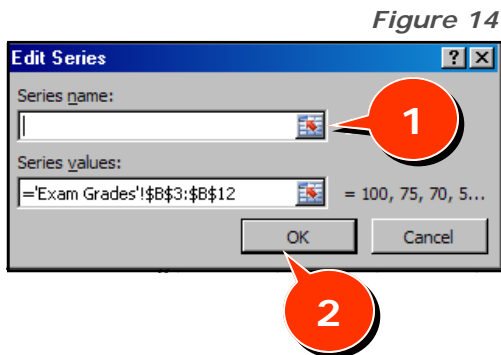 Figure 14
Edit Series
Series name:
1
Series values:
='Exam Grades'!$B$3:$B$12 = 100, 75, 70, 5...
OK Cancel
2